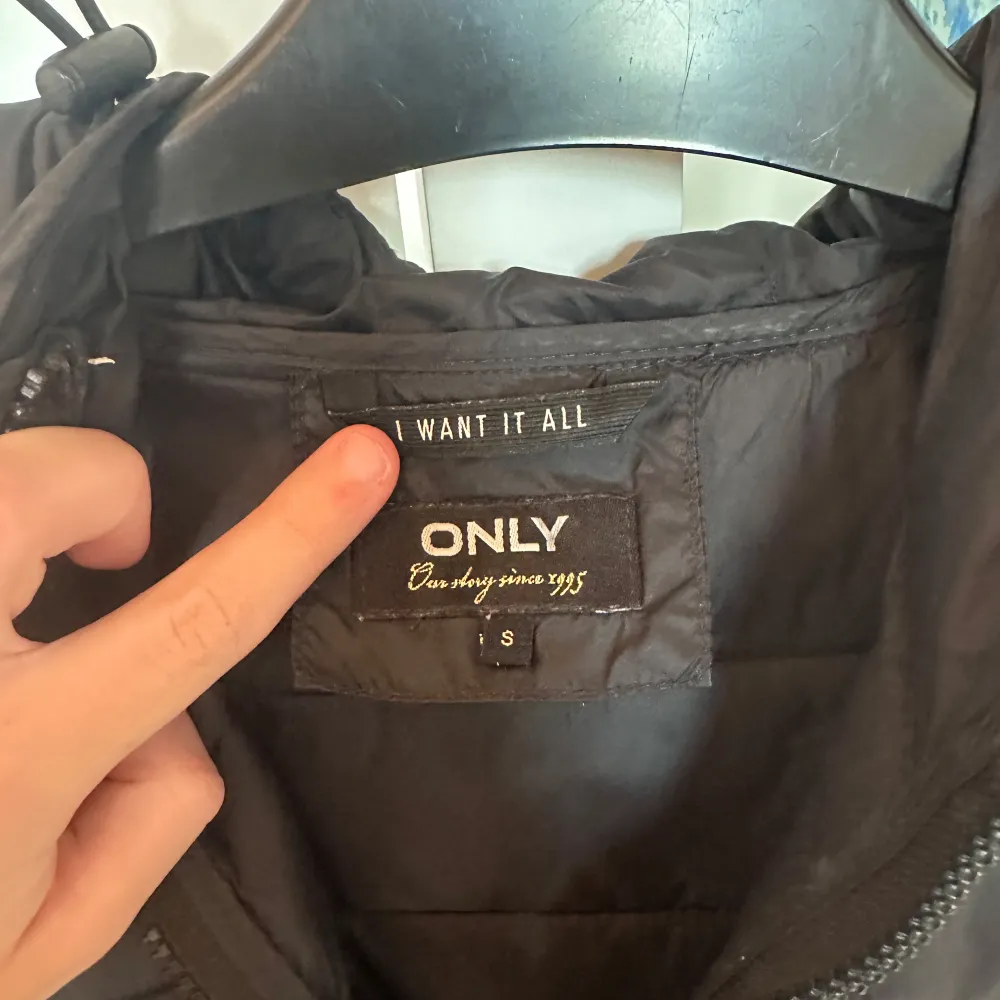 I WANT IT ALL
ONLY
Our story since 1995
S